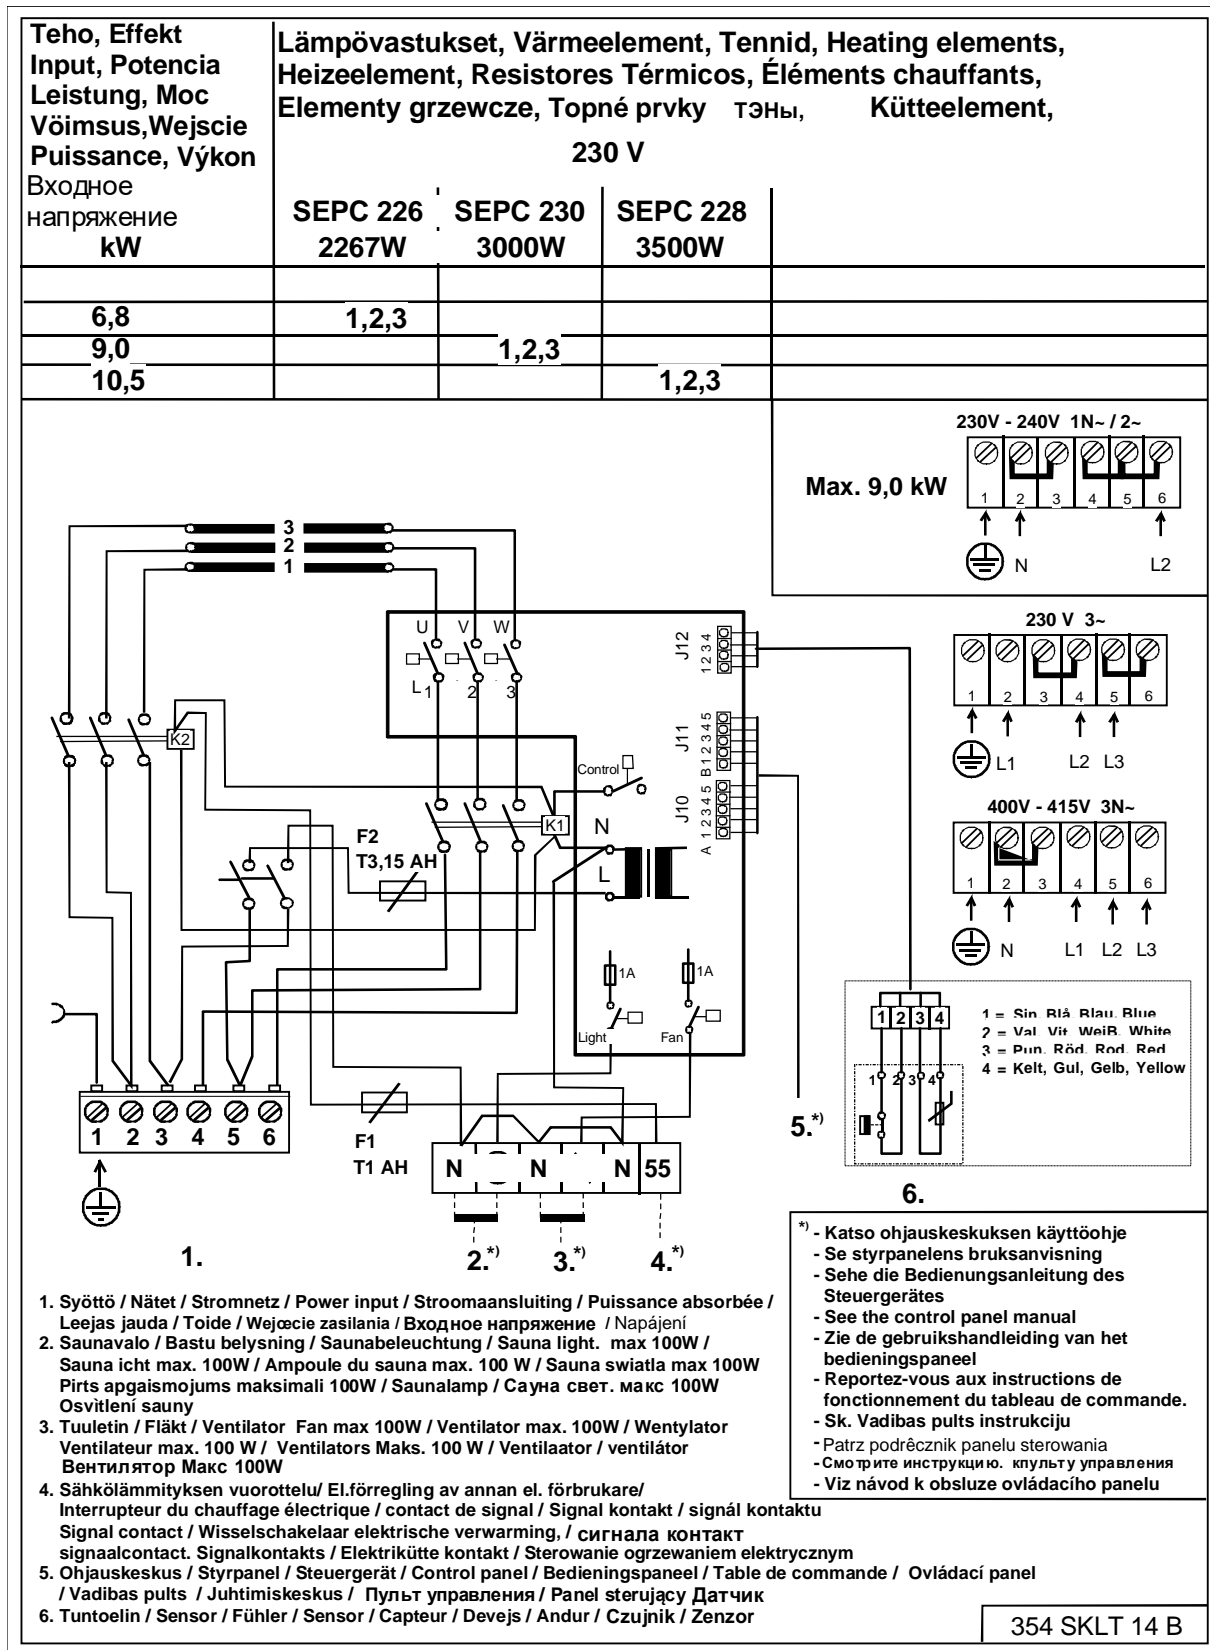 Teho, Effekt
Input, Potencia
Leistung, Moc
Vöimsus,Wejscie
Puissance, Výkon
Входное
напряжение
kW
Lämpövastukset, Värmeelement, Tennid, Heating elements,
Heizeelement, Resistores Térmicos, Éléments chauffants,
Elementy grzewcze, Topné prvky тэны, Kütteelement,
230 V
SEPC 226 SEPC 230 SEPC 228
2267W 3000W 3500W
6,8 1,2,3
9,0 1,2,3
10,5 1,2,3
230V - 240V 1N~ / 2~
Max. 9,0 kW
1 2 3 4 5 6
N L2
230 V 3~
1 2 3 4 5 6
L1 L2 L3
400V - 415V 3N~
1 2 3 4 5 6
N L1 L2 L3
3
2
1
U V W
L1 2 3
J12
1 2 3 4
K2
J11
B 1 2 3 4 5
Control
J10
A 1 2 3 4 5
K1
N
L
F2
T3,15 AH
1A 1A
Light Fan
1 2 3 4
1 2 3 4
1 = Sin, Blå, Blau, Blue
2 = Val, Vit, Weiß, White
3 = Pun, Röd, Rod, Red
4 = Kelt, Gul, Gelb, Yellow
1 2 3 4 5 6
F1
T1 AH
N N N 55
1.
2.*)
3.*)
4.*)
5.*)
6.
*) - Katso ohjauskeskuksen käyttöohje
- Se styrpanelens bruksanvisning
- Sehe die Bedienungsanleitung des
Steuergerätes
- See the control panel manual
- Zie de gebruikshandleiding van het
bedieningspaneel
- Reportez-vous aux instructions de
fonctionnement du tableau de commande.
- Sk. Vadibas pults instrukciju
- Patrz podrêcznik panelu sterowania
- Смотрите инструкцию. кпульту управления
- Viz návod k obsluze ovládacího panelu
1. Syöttö / Nätet / Stromnetz / Power input / Stroomaansluiting / Puissance absorbée /
Leejas jauda / Toide / Wejœcie zasilania / Входное напряжение / Napájení
2. Saunavalo / Bastu belysning / Saunabeleuchtung / Sauna light. max 100W /
Sauna icht max. 100W / Ampoule du sauna max. 100 W / Sauna swiatla max 100W
Pirts apgaismojums maksimali 100W / Saunalamp / Сауна свет. макс 100W
Osvìtlení sauny
3. Tuuletin / Fläkt / Ventilator Fan max 100W / Ventilator max. 100W / Wentylator
Ventilateur max. 100 W / Ventilators Maks. 100 W / Ventilaator / ventilátor
Вентилятор Макс 100W
4. Sähkölämmityksen vuorottelu/ El.förregling av annan el. förbrukare/
Interrupteur du chauffage électrique / contact de signal / Signal kontakt / signál kontaktu
Signal contact / Wisselschakelaar elektrische verwarming, / сигнала контакт
signaalcontact. Signalkontakts / Elektrikütte kontakt / Sterowanie ogrzewaniem elektrycznym
5. Ohjauskeskus / Styrpanel / Steuergerät / Control panel / Bedieningspaneel / Table de commande / Ovládací panel
/ Vadibas pults / Juhtimiskeskus / Пульт управления / Panel sterujący Датчик
6. Tuntoelin / Sensor / Fühler / Sensor / Capteur / Devejs / Andur / Czujnik / Zenzor
354 SKLT 14 B